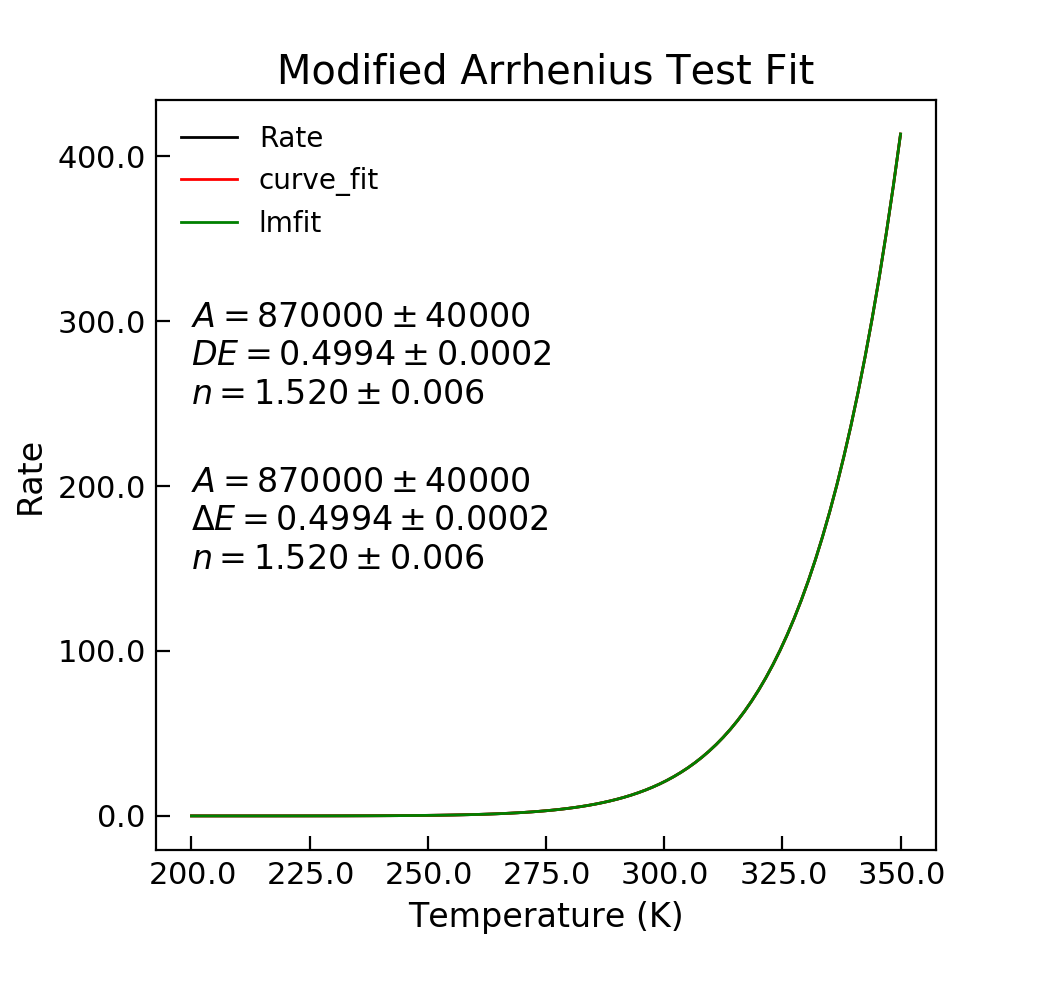 Modified Arrhenius Test Fit
Rate
curve_fit
lmfit
A = 870000 ± 40000
DE = 0.4994 ± 0.0002
n = 1.520 ± 0.006
A = 870000 ± 40000
ΔE = 0.4994 ± 0.0002
n = 1.520 ± 0.006
400.0
300.0
200.0
100.0
0.0
Rate
200.0 225.0 250.0 275.0 300.0 325.0 350.0
Temperature (K)